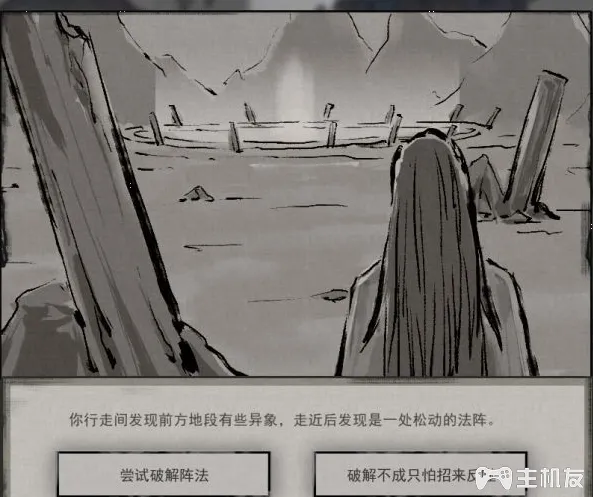 你行走间发现前方地段有些异象，走近后发现是一处松动的法阵。
尝试破解阵法
破解不成只怕招来反
主机友